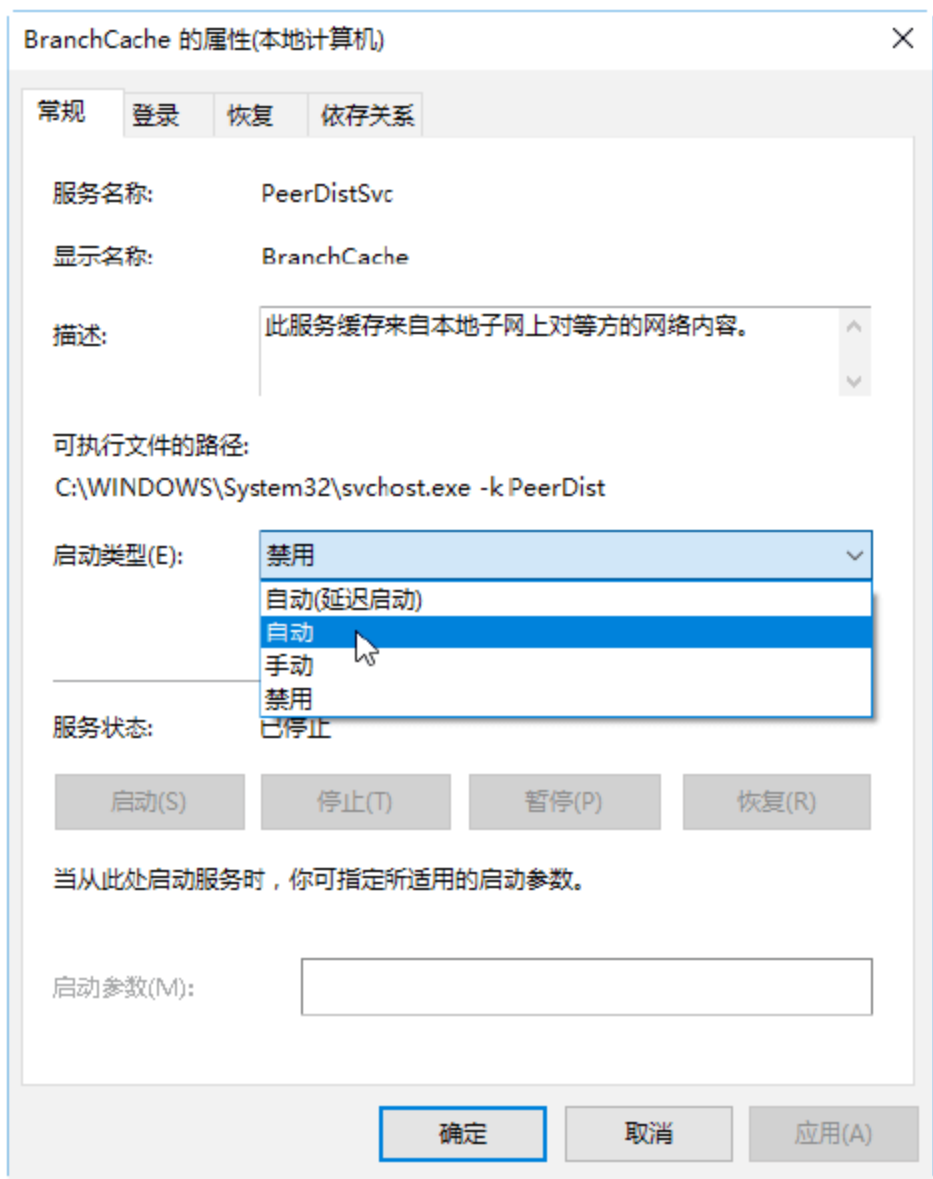 BranchCache 的属性(本地计算机)
常规 登录 恢复 依存关系
服务名称: PeerDistSvc
显示名称: BranchCache
描述: 此服务缓存来自本地子网上对等方的网络内容。
可执行文件的路径:
C:\WINDOWS\System32\svchost.exe -k PeerDist
启动类型(E): 禁用
自动(延迟启动)
自动
手动
禁用
服务状态: 已停止
启动(S) 停止(T) 暂停(P) 恢复(R)
当从此处启动服务时，你可指定所适用的启动参数。
启动参数(M):
确定 取消 应用(A)